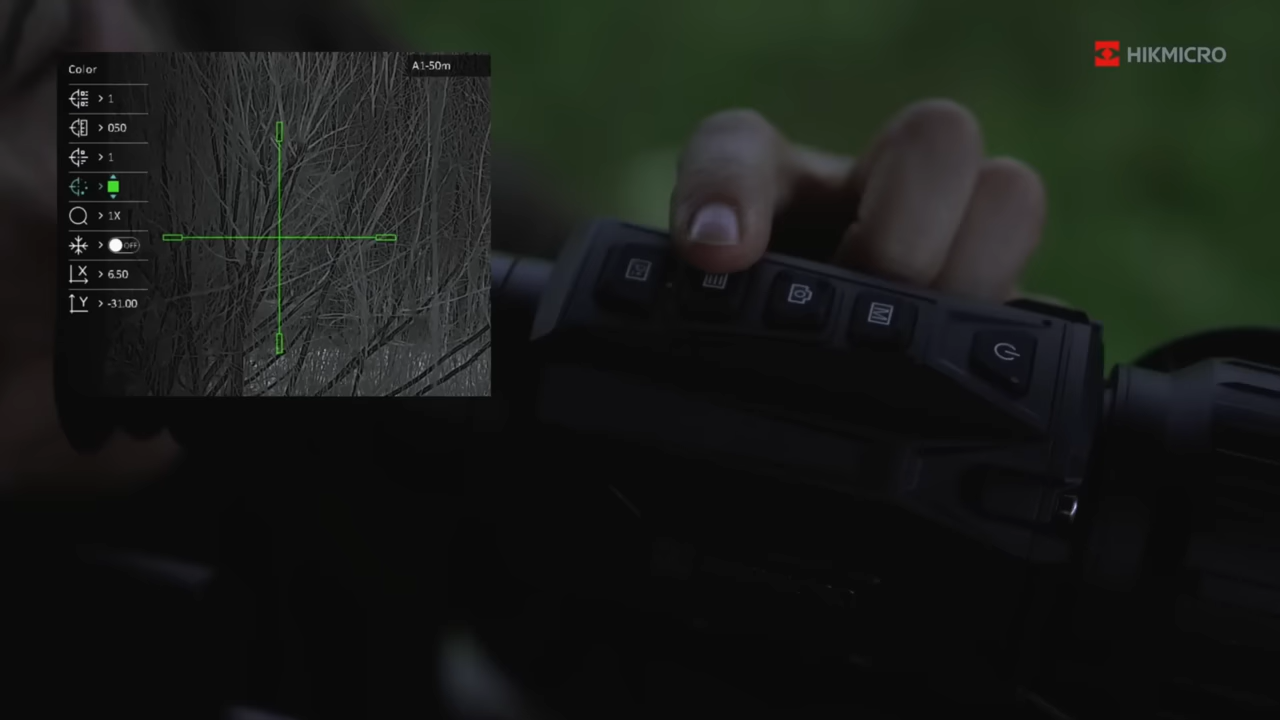 HIKMICRO
Color
A1-50m
> 1
> 050
> 1
>
> 1X
> OFF
X > 6.50
Y > -31.00
M